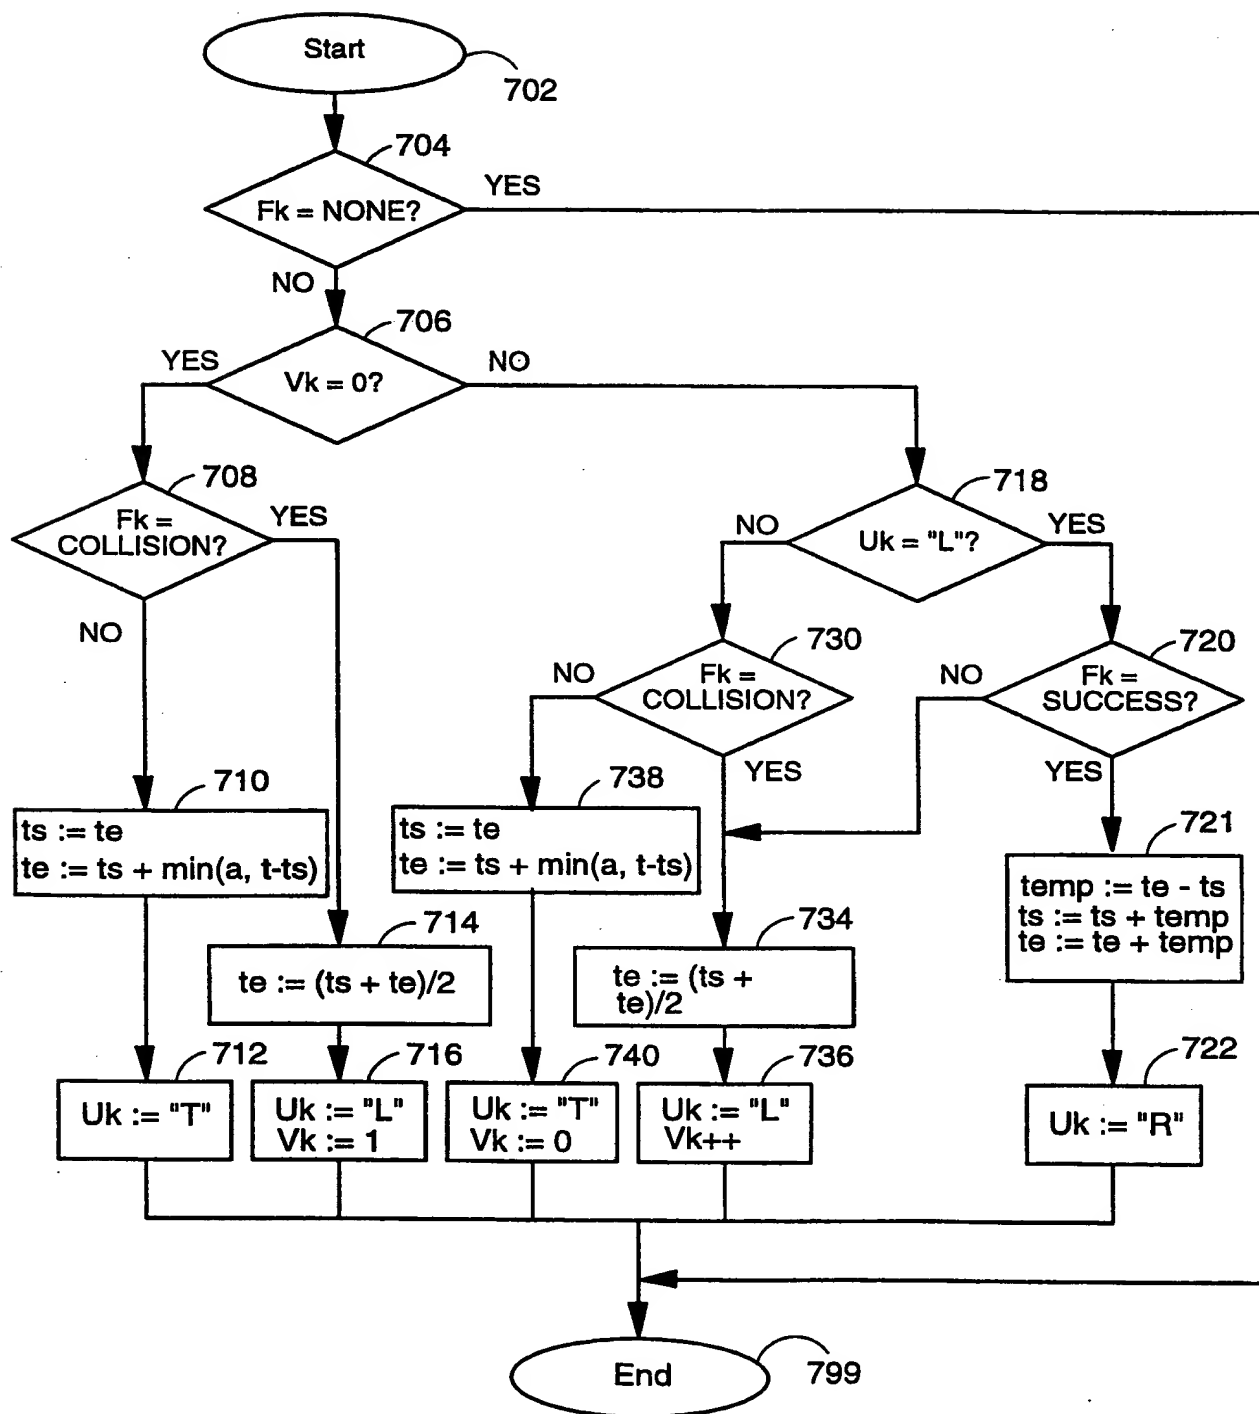 Start
702
704
Fk = NONE?
YES
NO
706
Vk = 0?
YES
NO
708
Fk =
COLLISION?
YES
NO
718
Uk = "L"?
NO
YES
730
Fk =
COLLISION?
NO
YES
720
Fk =
SUCCESS?
NO
YES
710
ts := te
te := ts + min(a, t-ts)
738
ts := te
te := ts + min(a, t-ts)
721
temp := te - ts
ts := ts + temp
te := te + temp
714
te := (ts + te)/2
734
te := (ts +
te)/2
712
Uk := "T"
716
Uk := "L"
Vk := 1
740
Uk := "T"
Vk := 0
736
Uk := "L"
Vk++
722
Uk := "R"
End
799